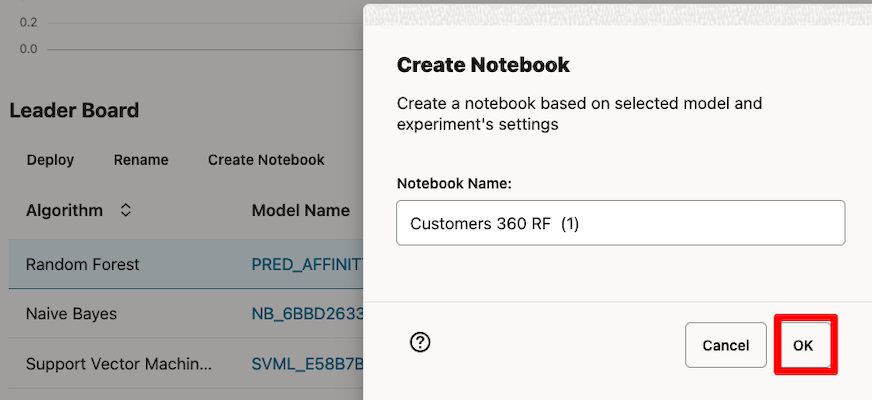 0.2
0.0
Leader Board
Deploy Rename Create Notebook
Algorithm Model Name
Random Forest PRED_AFFINIT
Naive Bayes NB_6BBD2633
Support Vector Machin... SVML_E58B7B
Create Notebook
Create a notebook based on selected model and
experiment's settings
Notebook Name:
Customers 360 RF (1)
Cancel OK